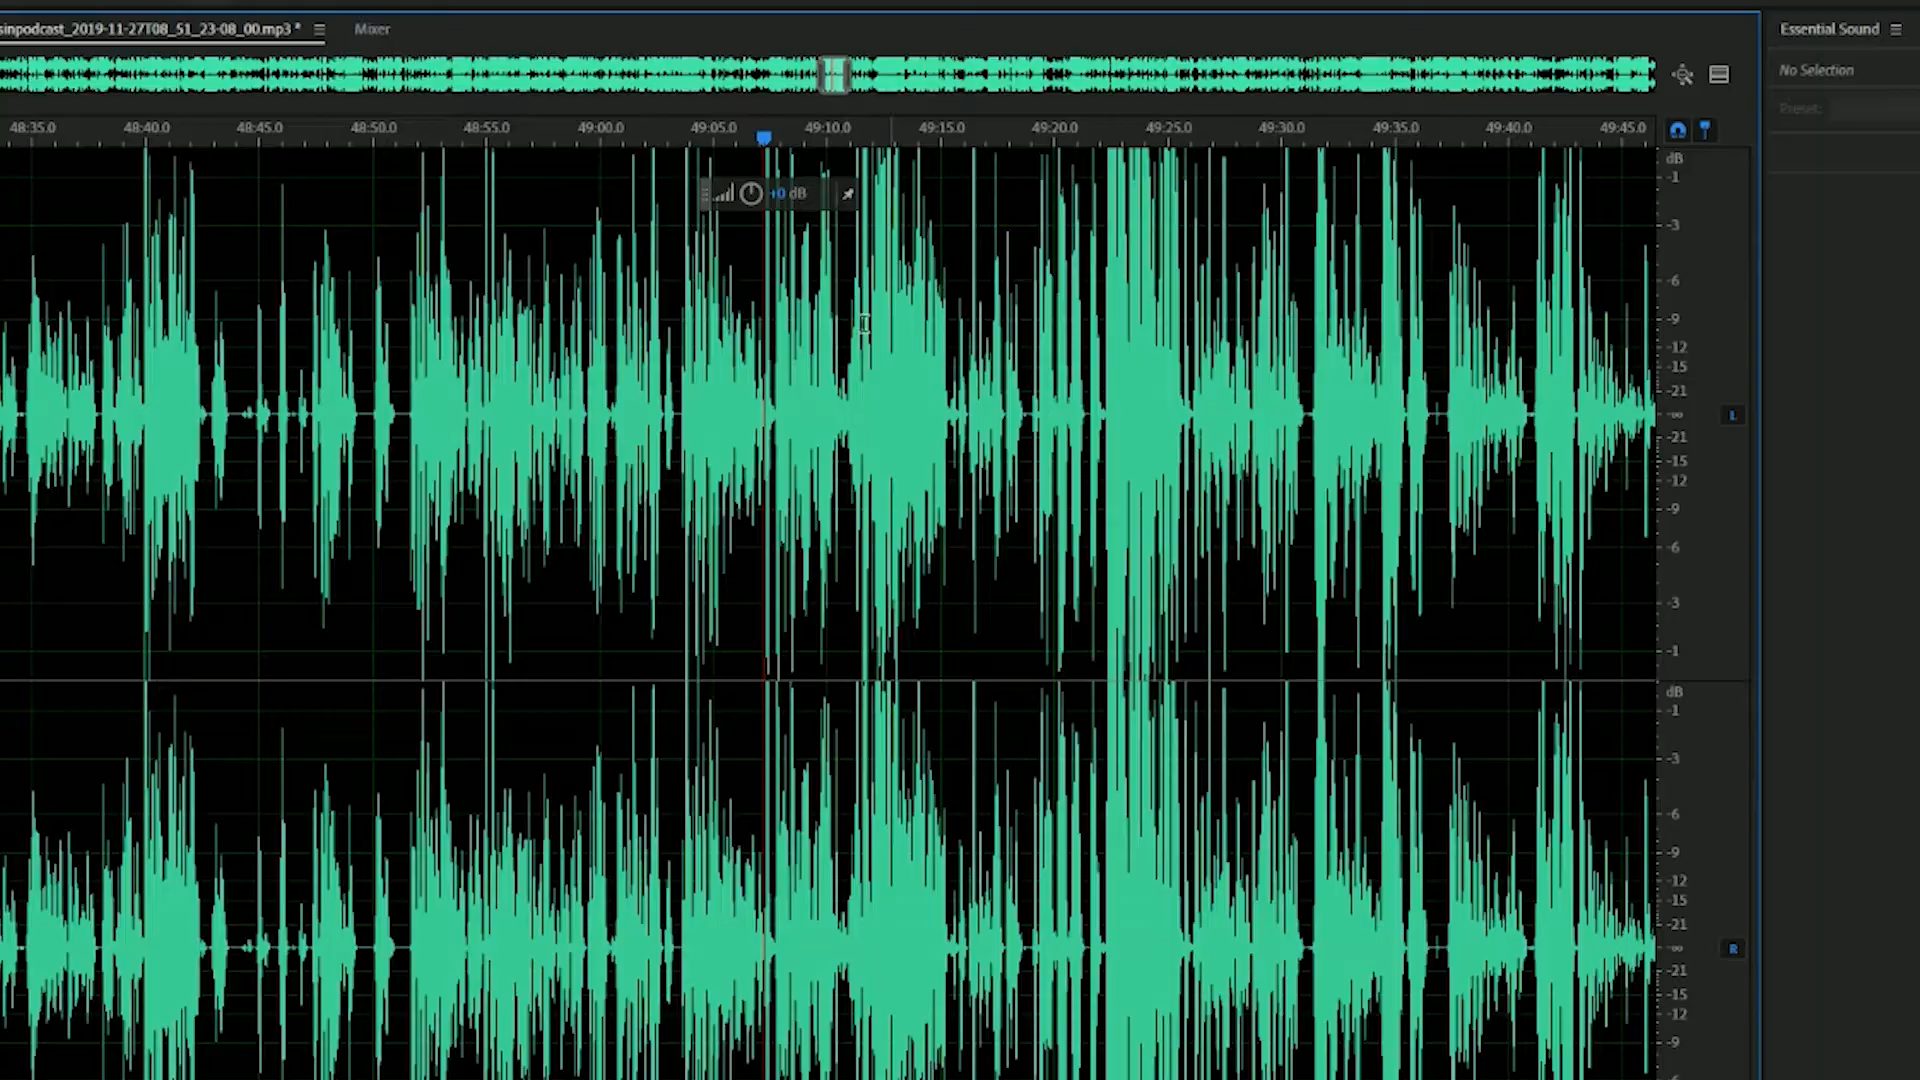 sinpodcast_2019-11-27T08_51_23-08_00.mp3 *
Mixer
Essential Sound
No Selection
Preset:
48:35.0 48:40.0 48:45.0 48:50.0 48:55.0 49:00.0 49:05.0 49:10.0 49:15.0 49:20.0 49:25.0 49:30.0 49:35.0 49:40.0 49:45.0
+0 dB
dB
-1
-3
-6
-9
-12
-15
-21
-∞
L
-21
-15
-12
-9
-6
-3
-1
dB
-1
-3
-6
-9
-12
-15
-21
-∞
R
-21
-15
-12
-9